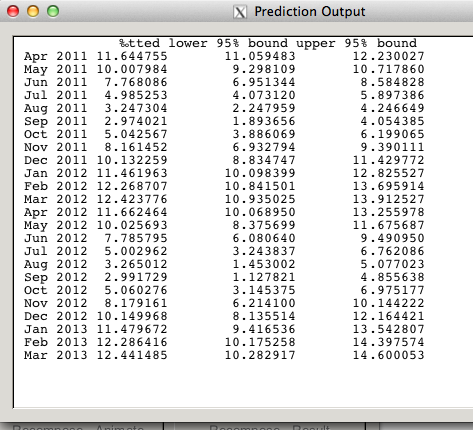 Prediction Output
‰tted lower 95% bound upper 95% bound
Apr 2011 11.644755 11.059483 12.230027
May 2011 10.007984 9.298109 10.717860
Jun 2011 7.768086 6.951344 8.584828
Jul 2011 4.985253 4.073120 5.897386
Aug 2011 3.247304 2.247959 4.246649
Sep 2011 2.974021 1.893656 4.054385
Oct 2011 5.042567 3.886069 6.199065
Nov 2011 8.161452 6.932794 9.390111
Dec 2011 10.132259 8.834747 11.429772
Jan 2012 11.461963 10.098399 12.825527
Feb 2012 12.268707 10.841501 13.695914
Mar 2012 12.423776 10.935025 13.912527
Apr 2012 11.662464 10.068950 13.255978
May 2012 10.025693 8.375699 11.675687
Jun 2012 7.785795 6.080640 9.490950
Jul 2012 5.002962 3.243837 6.762086
Aug 2012 3.265012 1.453002 5.077023
Sep 2012 2.991729 1.127821 4.855638
Oct 2012 5.060276 3.145375 6.975177
Nov 2012 8.179161 6.214100 10.144222
Dec 2012 10.149968 8.135514 12.164421
Jan 2013 11.479672 9.416536 13.542807
Feb 2013 12.286416 10.175258 14.397574
Mar 2013 12.441485 10.282917 14.600053